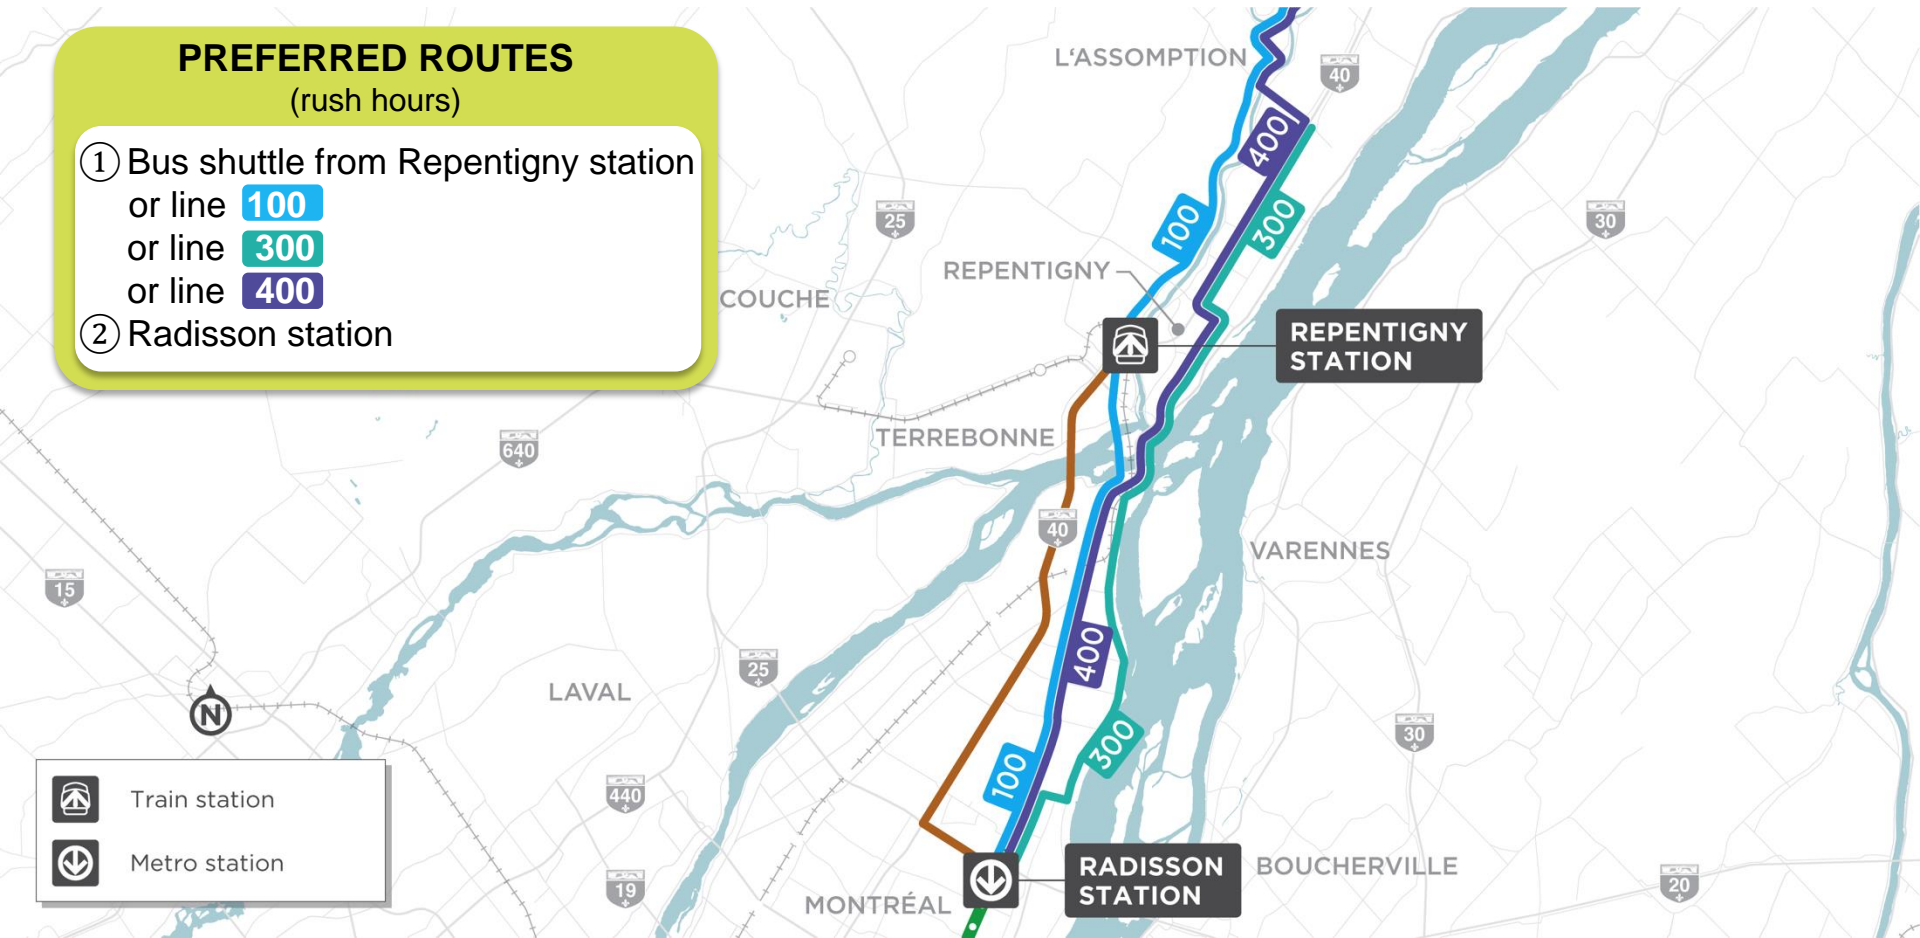 PREFERRED ROUTES
(rush hours)
① Bus shuttle from Repentigny station
or line 100
or line 300
or line 400
② Radisson station
L'ASSOMPTION
40
400
100
300
25
30
REPENTIGNY
COUCHE
REPENTIGNY
STATION
TERREBONNE
640
40
VARENNES
15
400
25
LAVAL
N
300
30
100
440
Train station
Metro station
19
MONTRÉAL
RADISSON
STATION
BOUCHERVILLE
20